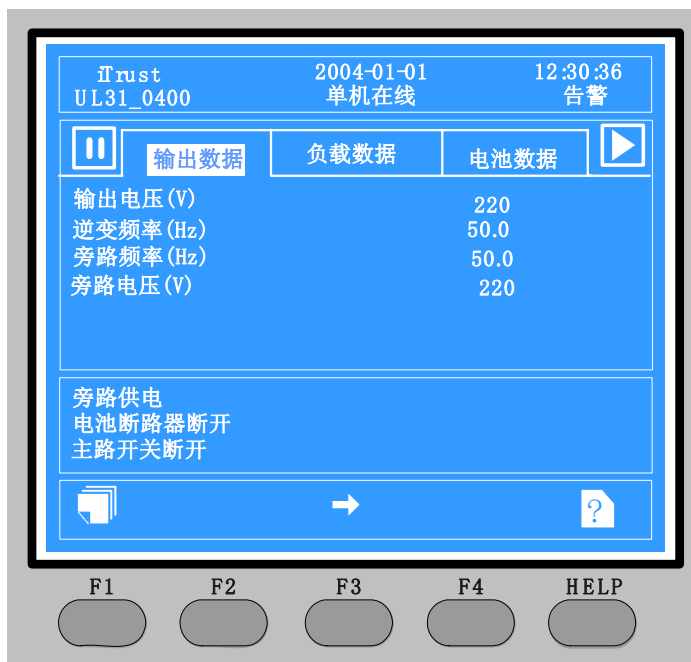 iTrust 2004-01-01 12:30:36
UL31_0400 单机在线 告警
输出数据 负载数据 电池数据
输出电压(V) 220
逆变频率(Hz) 50.0
旁路频率(Hz) 50.0
旁路电压(V) 220
旁路供电
电池断路器断开
主路开关断开
?
F1 F2 F3 F4 HELP